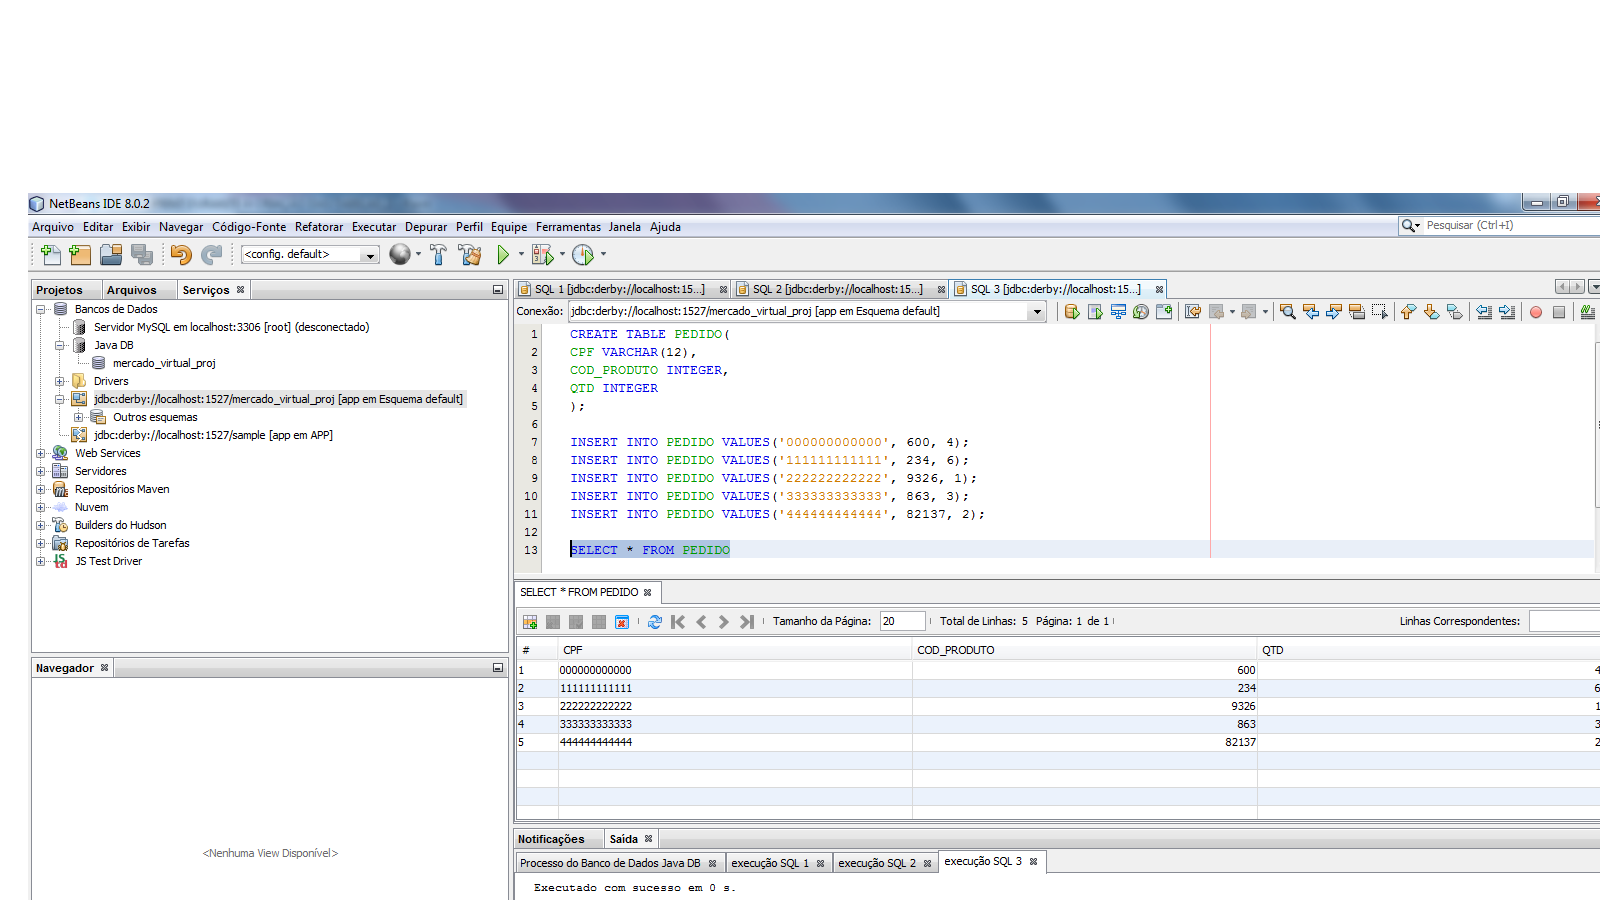 NetBeans IDE 8.0.2
Arquivo Editar Exibir Navegar Código-Fonte Refatorar Executar Depurar Perfil Equipe Ferramentas Janela Ajuda
Pesquisar (Ctrl+I)
<config. default>
Projetos Arquivos Serviços
Bancos de Dados
Servidor MySQL em localhost:3306 [root] (desconectado)
Java DB
mercado_virtual_proj
Drivers
jdbc:derby://localhost:1527/mercado_virtual_proj [app em Esquema default]
Outros esquemas
jdbc:derby://localhost:1527/sample [app em APP]
Web Services
Servidores
Repositórios Maven
Nuvem
Builders do Hudson
Repositórios de Tarefas
JS Test Driver
Navegador
<Nenhuma View Disponível>
SQL 1 [jdbc:derby://localhost:15...] SQL 2 [jdbc:derby://localhost:15...] SQL 3 [jdbc:derby://localhost:15...]
Conexão: jdbc:derby://localhost:1527/mercado_virtual_proj [app em Esquema default]
1 CREATE TABLE PEDIDO(
2 CPF VARCHAR(12),
3 COD_PRODUTO INTEGER,
4 QTD INTEGER
5 );
6
7 INSERT INTO PEDIDO VALUES('000000000000', 600, 4);
8 INSERT INTO PEDIDO VALUES('111111111111', 234, 6);
9 INSERT INTO PEDIDO VALUES('222222222222', 9326, 1);
10 INSERT INTO PEDIDO VALUES('333333333333', 863, 3);
11 INSERT INTO PEDIDO VALUES('444444444444', 82137, 2);
12
13 SELECT * FROM PEDIDO
SELECT * FROM PEDIDO
Tamanho da Página: 20 Total de Linhas: 5 Página: 1 de 1 Linhas Correspondentes:
# CPF COD_PRODUTO QTD
1 000000000000 600 4
2 111111111111 234 6
3 222222222222 9326 1
4 333333333333 863 3
5 444444444444 82137 2
Notificações Saída
Processo do Banco de Dados Java DB execução SQL 1 execução SQL 2 execução SQL 3
Executado com sucesso em 0 s.